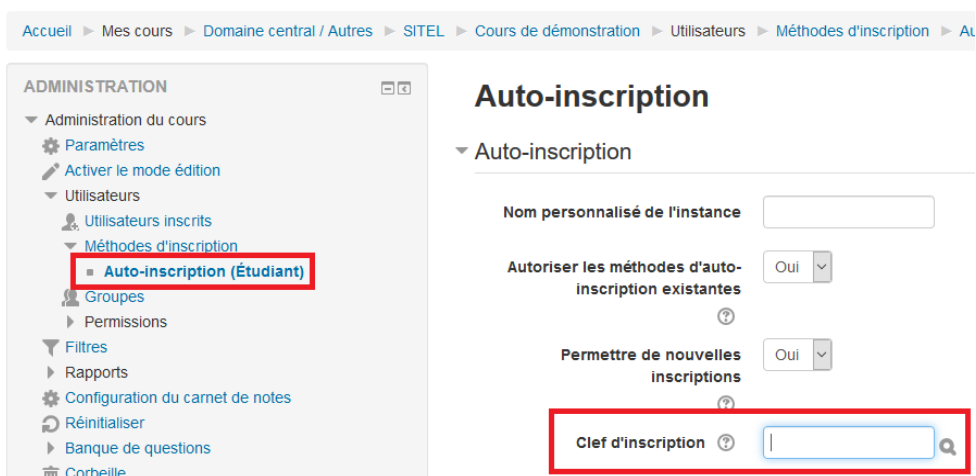 Accueil Mes cours Domaine central / Autres SITEL Cours de démonstration Utilisateurs Méthodes d'inscription Au
ADMINISTRATION
Administration du cours
Paramètres
Activer le mode édition
Utilisateurs
Utilisateurs inscrits
Méthodes d'inscription
Auto-inscription (Étudiant)
Groupes
Permissions
Filtres
Rapports
Configuration du carnet de notes
Réinitialiser
Banque de questions
Corbeille
Auto-inscription
Auto-inscription
Nom personnalisé de l'instance
Autoriser les méthodes d'auto-
inscription existantes
Oui
Permettre de nouvelles
inscriptions
Oui
Clef d'inscription